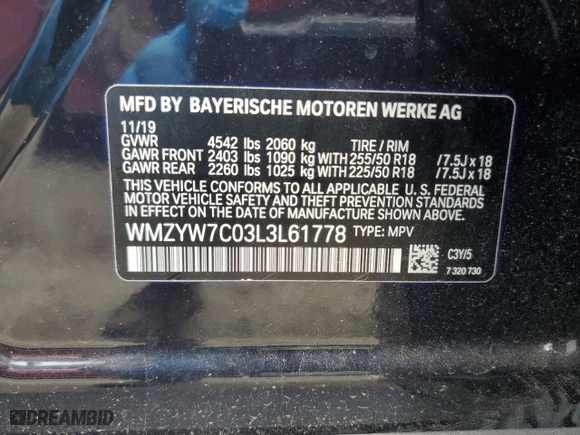 MFD BY BAYERISCHE MOTOREN WERKE AG
11/19
GVWR 4542 lbs 2060 kg TIRE / RIM
GAWR FRONT 2403 lbs 1090 kg WITH 255/50 R18 /7.5J x 18
GAWR REAR 2260 lbs 1025 kg WITH 225/50 R18 /7.5J x 18
THIS VEHICLE CONFORMS TO ALL APPLICABLE U. S. FEDERAL
MOTOR VEHICLE SAFETY AND THEFT PREVENTION STANDARDS
IN EFFECT ON THE DATE OF MANUFACTURE SHOWN ABOVE.
WMZYW7C03L3L61778 TYPE: MPV
C3Y/5
7 320 730
DREAMBID